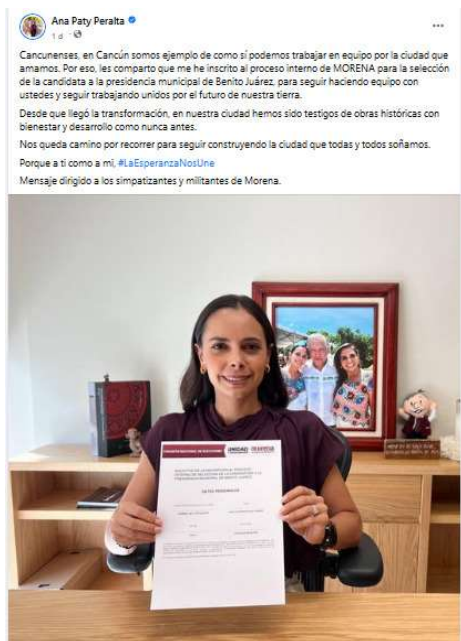 Ana Paty Peralta
1 d
Cancunenses, en Cancún somos ejemplo de como sí podemos trabajar en equipo por la ciudad que
amamos. Por eso, les comparto que me he inscrito al proceso interno de MORENA para la selección
de la candidata a la presidencia municipal de Benito Juárez, para seguir haciendo equipo con
ustedes y seguir trabajando unidos por el futuro de nuestra tierra.
Desde que llegó la transformación, en nuestra ciudad hemos sido testigos de obras históricas con
bienestar y desarrollo como nunca antes.
Nos queda camino por recorrer para seguir construyendo la ciudad que todas y todos soñamos.
Porque a ti como a mi, #LaEsperanzaNosUne
Mensaje dirigido a los simpatizantes y militantes de Morena.
UNIDAD morena
DATOS PERSONALES